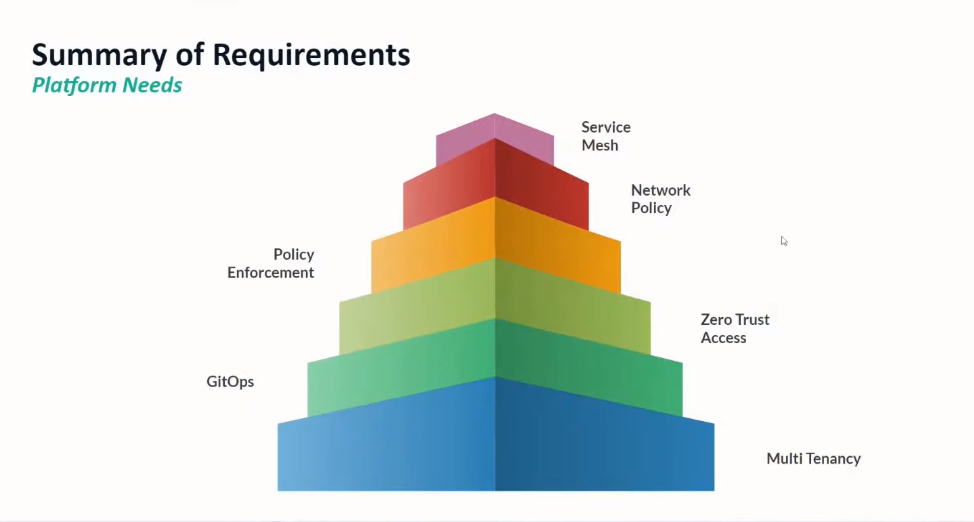 Summary of Requirements
Platform Needs
Service
Mesh
Network
Policy
Policy
Enforcement
Zero Trust
Access
GitOps
Multi Tenancy